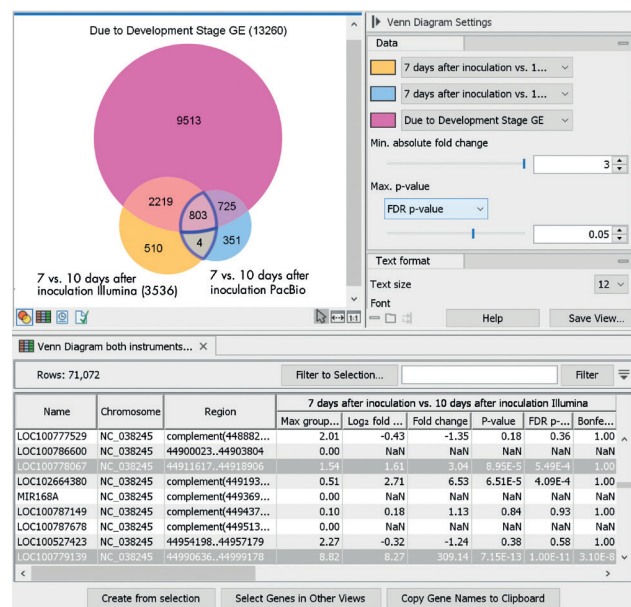 Due to Development Stage GE (13260)
9513
2219
725
803
510
4
351
7 vs. 10 days after
inoculation Illumina (3536)
7 vs. 10 days after
inoculation PacBio
1:1
Venn Diagram Settings
Data
7 days after inoculation vs. 1...
7 days after inoculation vs. 1...
Due to Development Stage GE
Min. absolute fold change
3
Max. p-value
FDR p-value
0.05
Text format
Text size 12
Font
Help Save View...
Venn Diagram both instruments... ×
Rows: 71,072 Filter to Selection... Filter
7 days after inoculation vs. 10 days after inoculation Illumina
Name Chromosome Region Max group... Log₂ fold ... Fold change P-value FDR p-... Bonfe...
LOC100777529 NC_038245 complement(448882... 2.01 -0.43 -1.35 0.18 0.36 1.00
LOC100786600 NC_038245 44900023..44903804 0.00 NaN NaN NaN NaN NaN
LOC100778067 NC_038245 44911617..44918906 1.54 1.61 3.04 8.95E-5 5.49E-4 1.00
LOC102664380 NC_038245 complement(449193... 0.51 2.71 6.53 6.51E-5 4.09E-4 1.00
MIR168A NC_038245 complement(449369... 0.00 NaN NaN NaN NaN NaN
LOC100787149 NC_038245 complement(449437... 0.10 0.18 1.13 0.84 0.93 1.00
LOC100787678 NC_038245 complement(449513... 0.00 NaN NaN NaN NaN NaN
LOC100527423 NC_038245 44954198..44957179 2.27 -0.32 -1.24 0.38 0.58 1.00
LOC100779139 NC_038245 44990636..44999178 8.82 8.27 309.14 7.15E-13 1.00E-11 3.10E-8
Create from selection Select Genes in Other Views Copy Gene Names to Clipboard